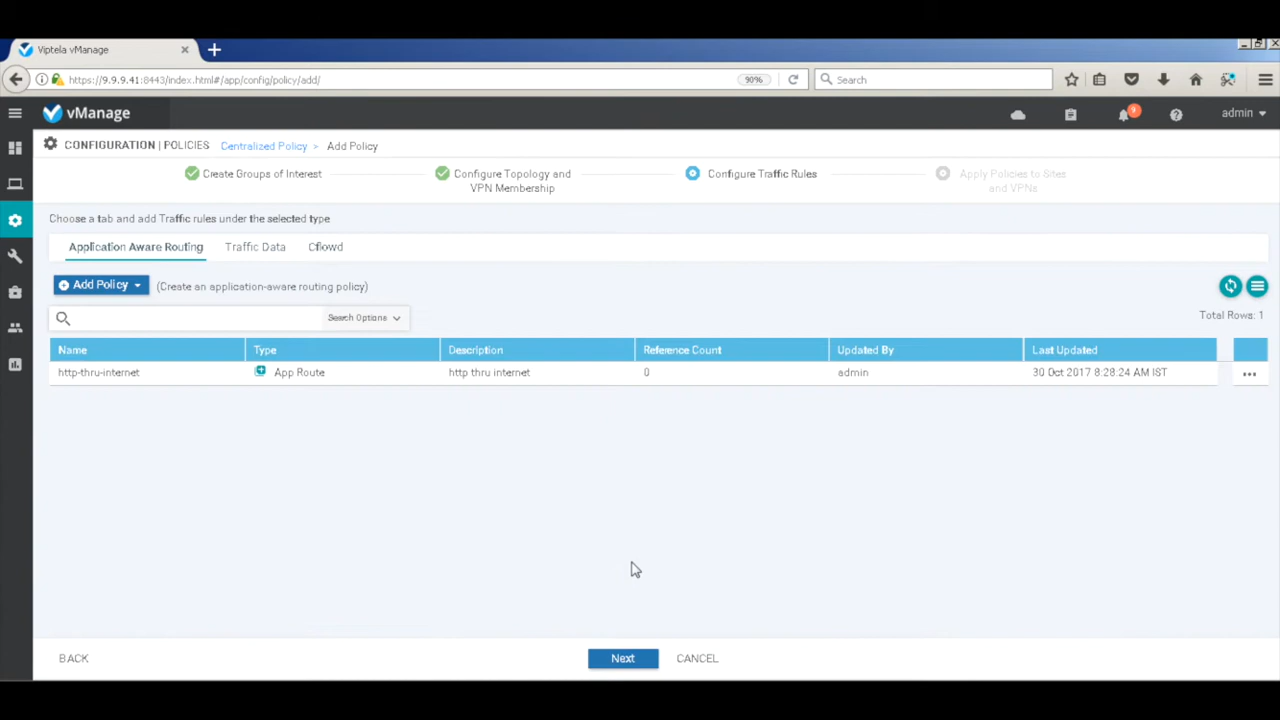 Viptela vManage
https://9.9.9.41:8443/index.html#/app/config/policy/add/
90%
Search
vManage
9
admin
CONFIGURATION | POLICIES Centralized Policy > Add Policy
Create Groups of Interest
Configure Topology and
VPN Membership
Configure Traffic Rules
Apply Policies to Sites
and VPNs
Choose a tab and add Traffic rules under the selected type
Application Aware Routing Traffic Data Cflowd
Add Policy (Create an application-aware routing policy)
Search Options
Total Rows: 1
Name Type Description Reference Count Updated By Last Updated
http-thru-internet App Route http thru internet 0 admin 30 Oct 2017 8:28:24 AM IST
BACK Next CANCEL